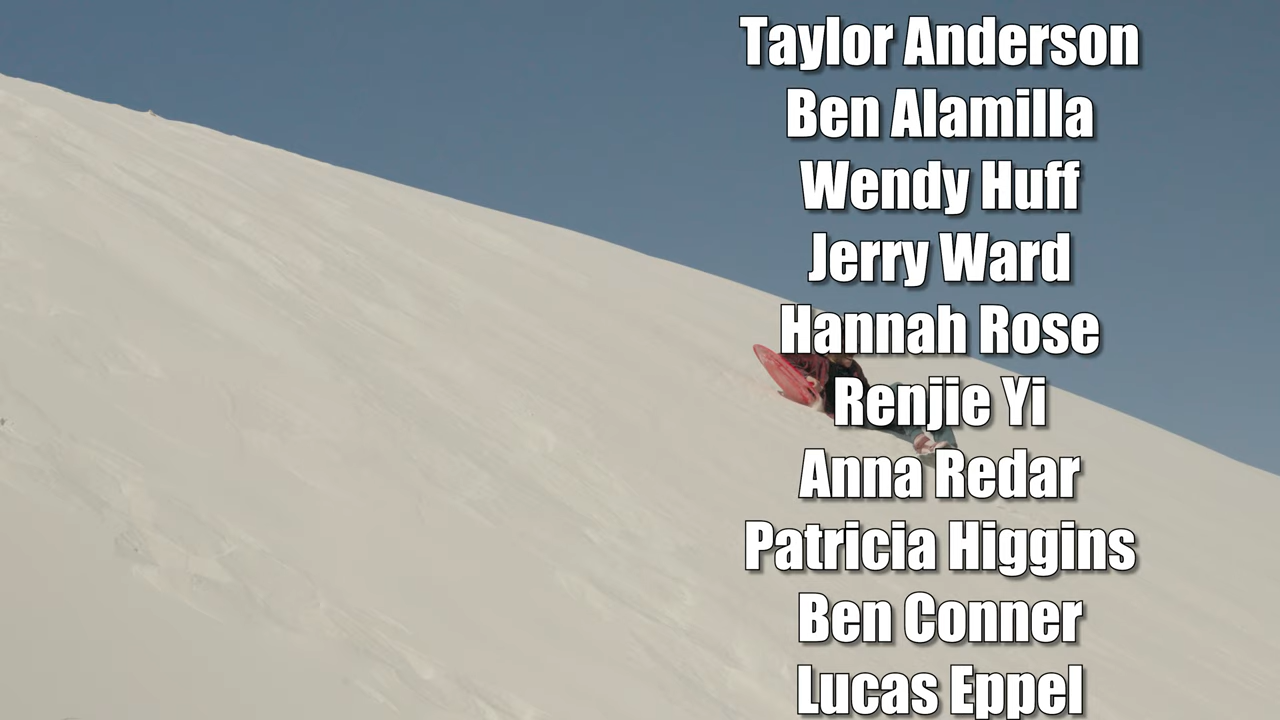 Taylor Anderson
Ben Alamilla
Wendy Huff
Jerry Ward
Hannah Rose
Renjie Yi
Anna Redar
Patricia Higgins
Ben Conner
Lucas Eppel